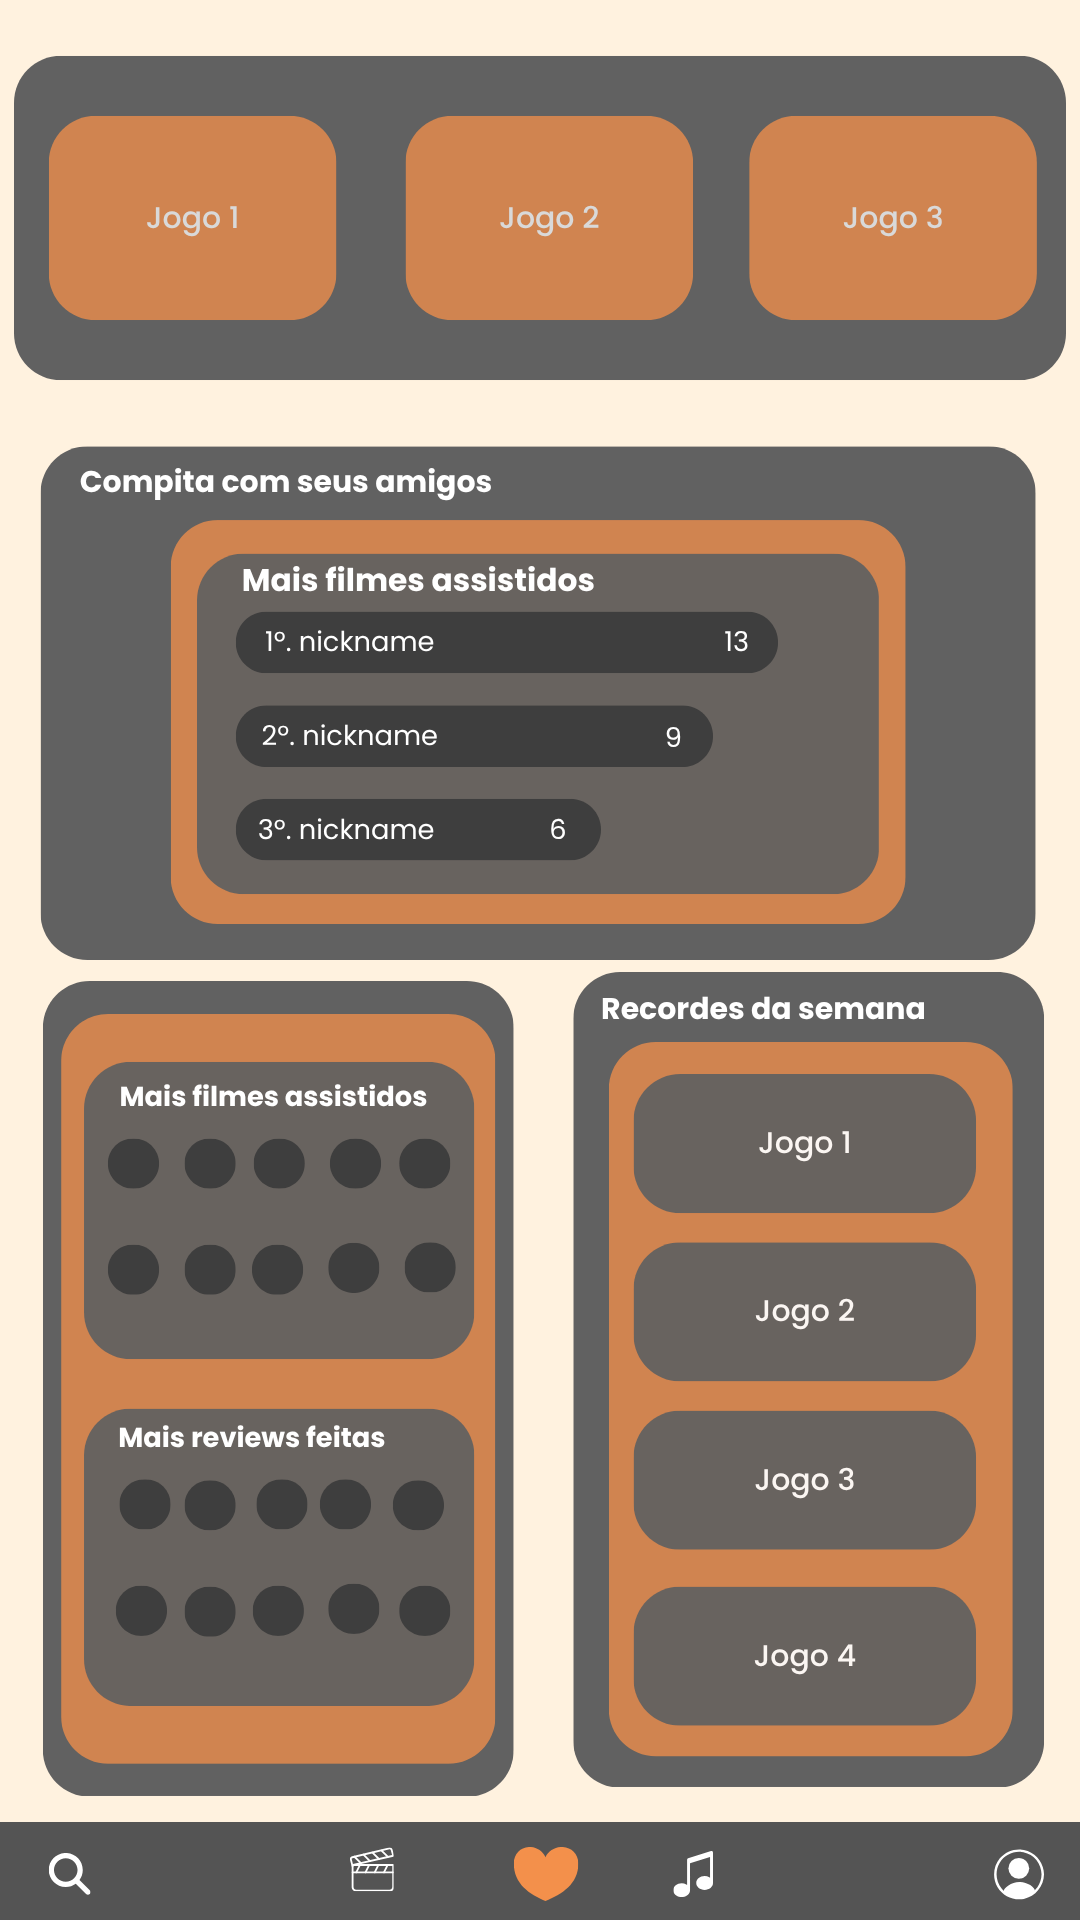 Jogo 1
Jogo 2
Jogo 3
Compita com seus amigos
Mais filmes assistidos
1º. nickname 13
2º. nickname 9
3º. nickname 6
Mais filmes assistidos
Mais reviews feitas
Recordes da semana
Jogo 1
Jogo 2
Jogo 3
Jogo 4